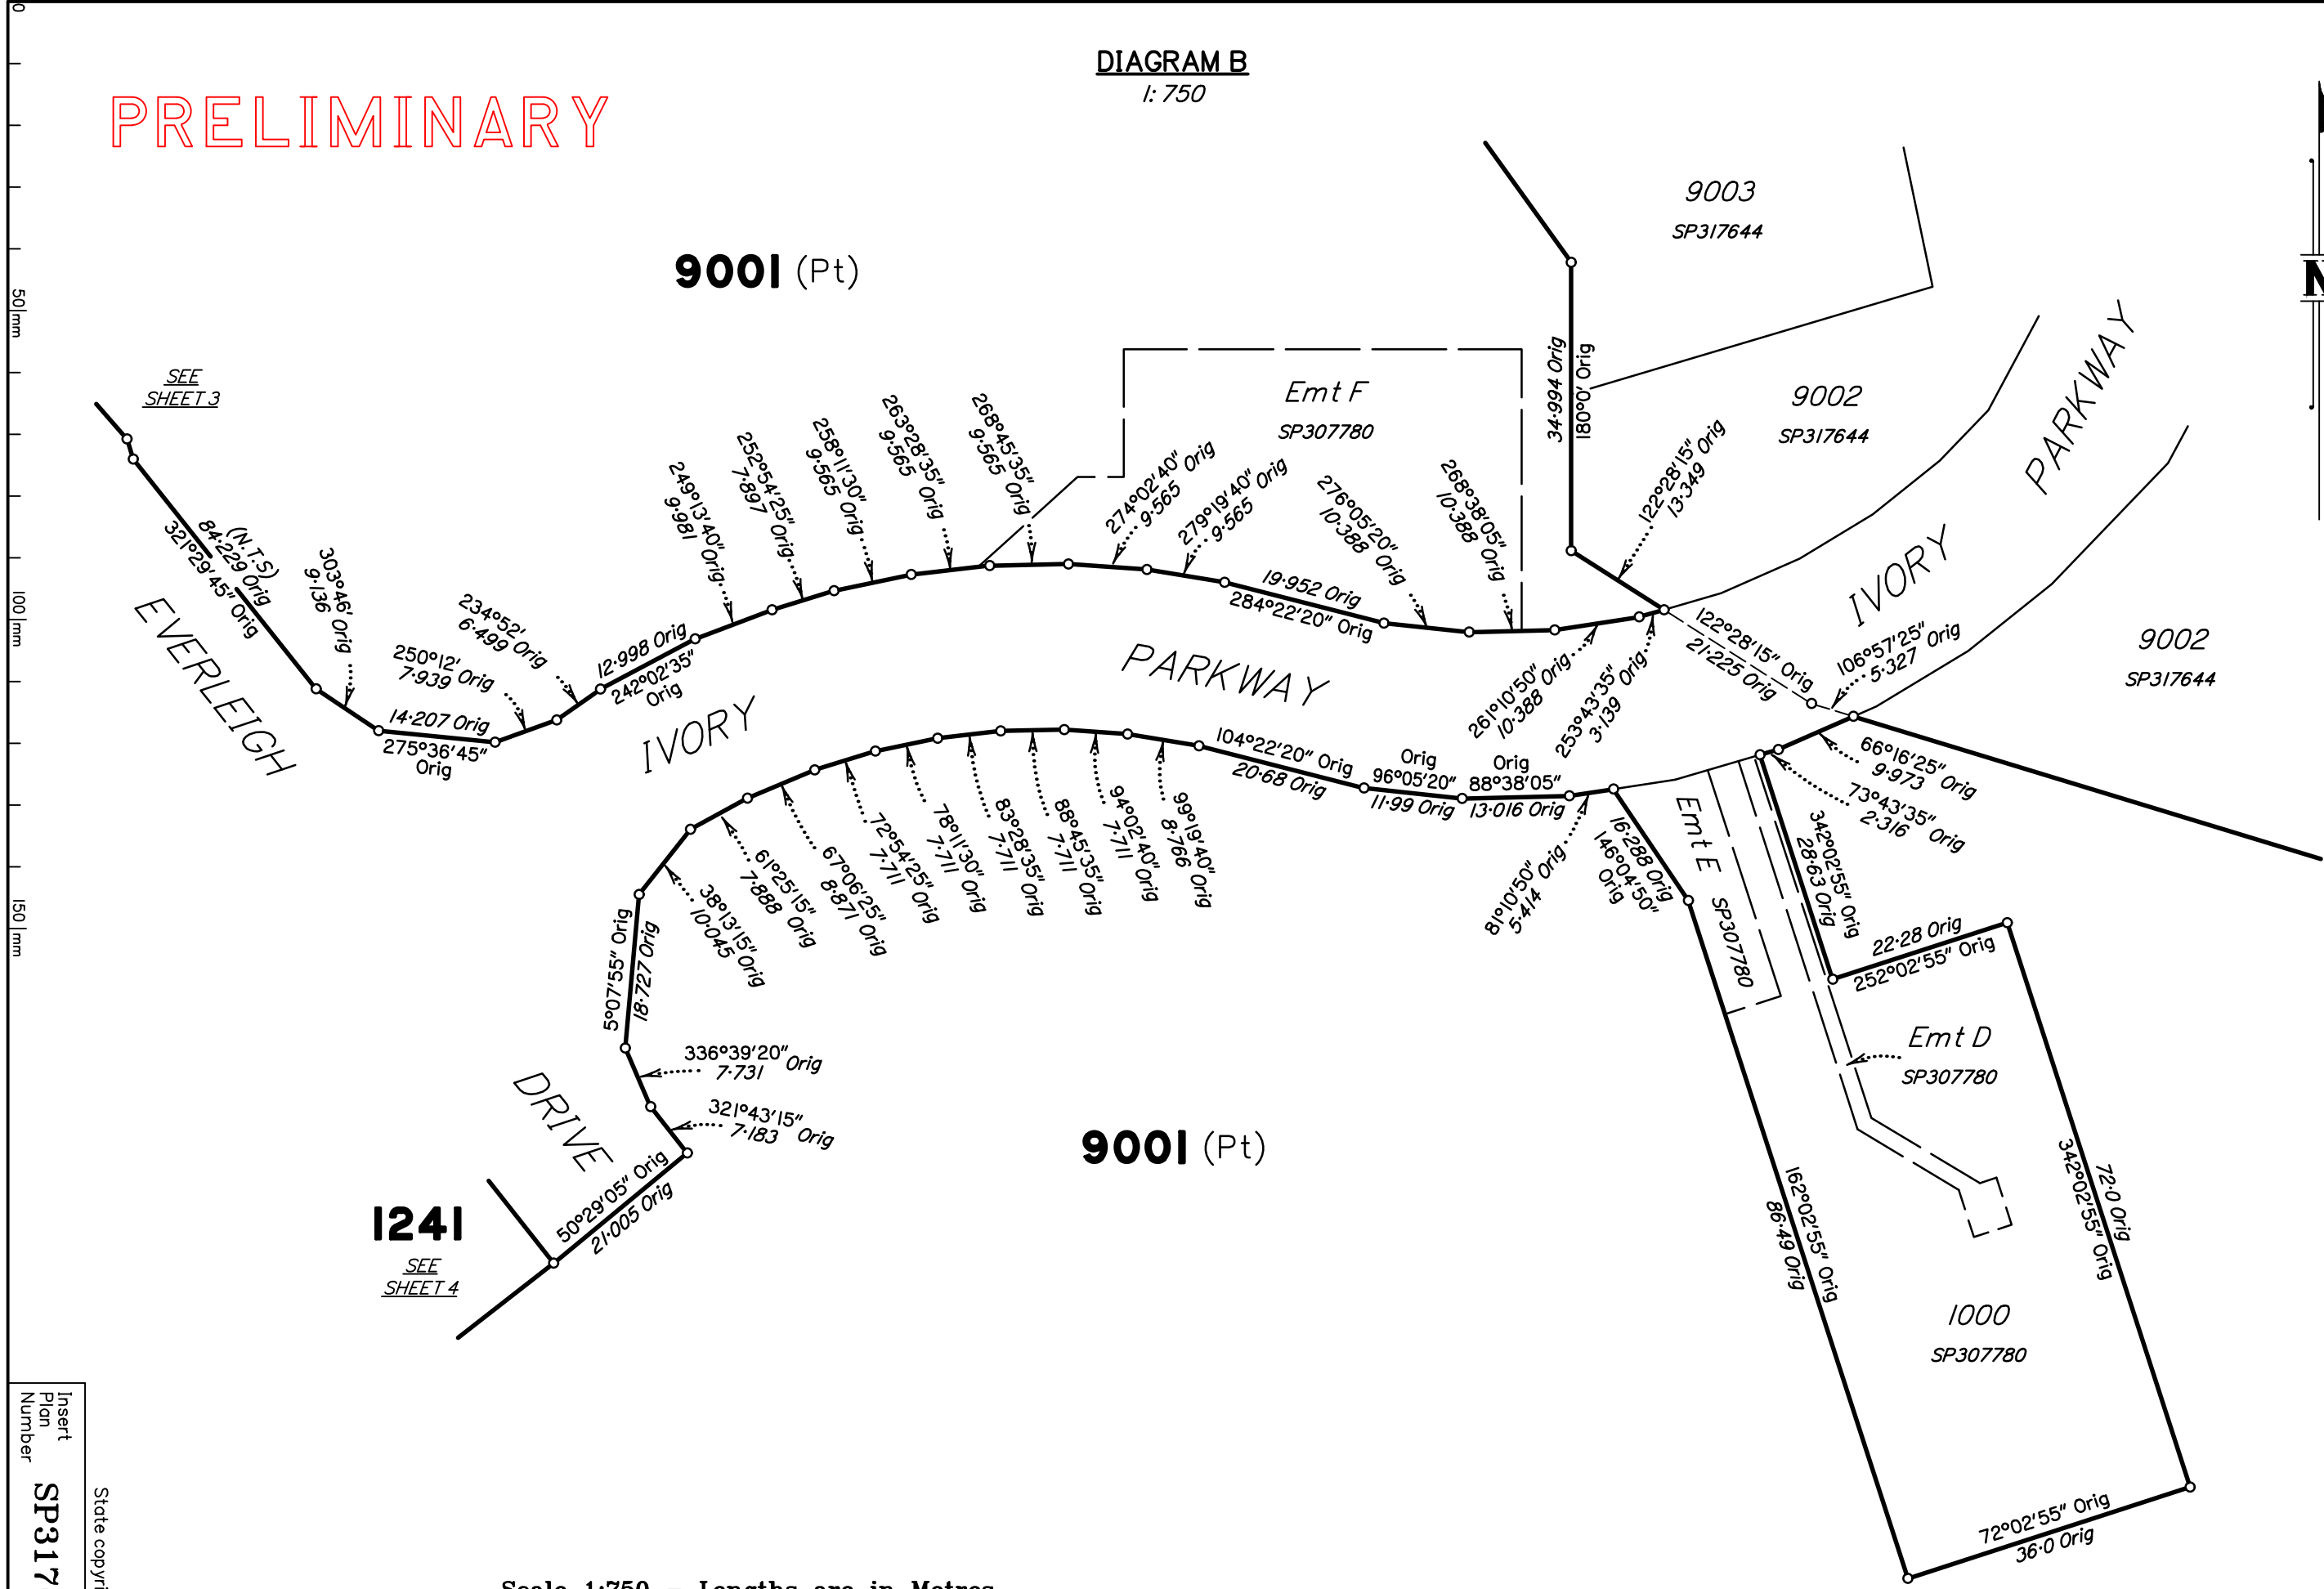 DIAGRAM B
1:750
PRELIMINARY
0
50 mm
100 mm
150 mm
9003
SP317644
9001 (Pt)
SEE
SHEET 3
Emt F
SP307780
34·994 Orig
180°0' Orig
9002
SP317644
PARKWAY
IVORY
122°28'15" Orig
13·349
(N.T.S)
84·229 Orig
321°29'45" Orig
303°46' Orig
9·136
EVERLEIGH
14·207 Orig
275°36'45"
Orig
250°12' Orig
7·939
234°52' Orig
6·499
12·998 Orig
242°02'35"
Orig
249°13'40" Orig
9·981
252°54'25" Orig
7·897
258°11'30" Orig
9·565
263°28'35" Orig
9·565
268°45'35" Orig
9·565
274°02'40" Orig
9·565
279°19'40" Orig
9·565
19·952 Orig
284°22'20" Orig
276°05'20" Orig
10·388
268°38'05" Orig
10·388
261°10'50" Orig
10·388
253°43'35" Orig
3·139
122°28'15" Orig
21·225 Orig
106°57'25" Orig
5·327
9002
SP317644
IVORY
PARKWAY
66°16'25" Orig
9·973
73°43'35" Orig
2·316
104°22'20" Orig
20·68 Orig
Orig
96°05'20"
11·99 Orig
Orig
88°38'05"
13·016 Orig
81°10'50" Orig
5·414
16·288 Orig
146°04'50"
Orig
Emt E
SP307780
342°02'55" Orig
28·63 Orig
22·28 Orig
252°02'55" Orig
99°19'40" Orig
8·766
94°02'40" Orig
7·711
88°45'35" Orig
7·711
83°28'35" Orig
7·711
78°11'30" Orig
7·711
72°54'25" Orig
7·711
67°06'25" Orig
8·871
61°25'15" Orig
7·888
38°13'15" Orig
10·045
5°07'55" Orig
18·727 Orig
336°39'20" Orig
7·731
321°43'15" Orig
7·183
DRIVE
50°29'05" Orig
21·005 Orig
1241
SEE
SHEET 4
9001 (Pt)
Emt D
SP307780
162°02'55" Orig
86·49 Orig
72·0 Orig
342°02'55" Orig
1000
SP307780
72°02'55" Orig
36·0 Orig
Insert
Plan
Number
SP317
State
Scale 1:750 - Lengths are in Metres
N